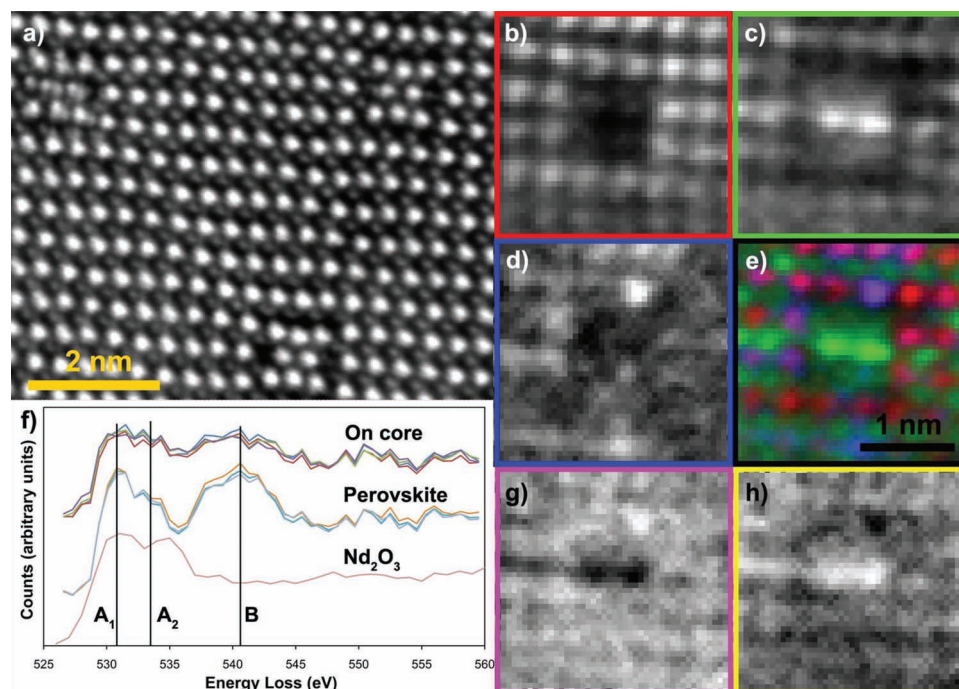 a)
2 nm
b)
c)
d)
e)
1 nm
f)
On core
Perovskite
Nd₂O₃
A₁
A₂
B
Counts (arbitrary units)
525 530 535 540 545 550 555 560
Energy Loss (eV)
g)
h)